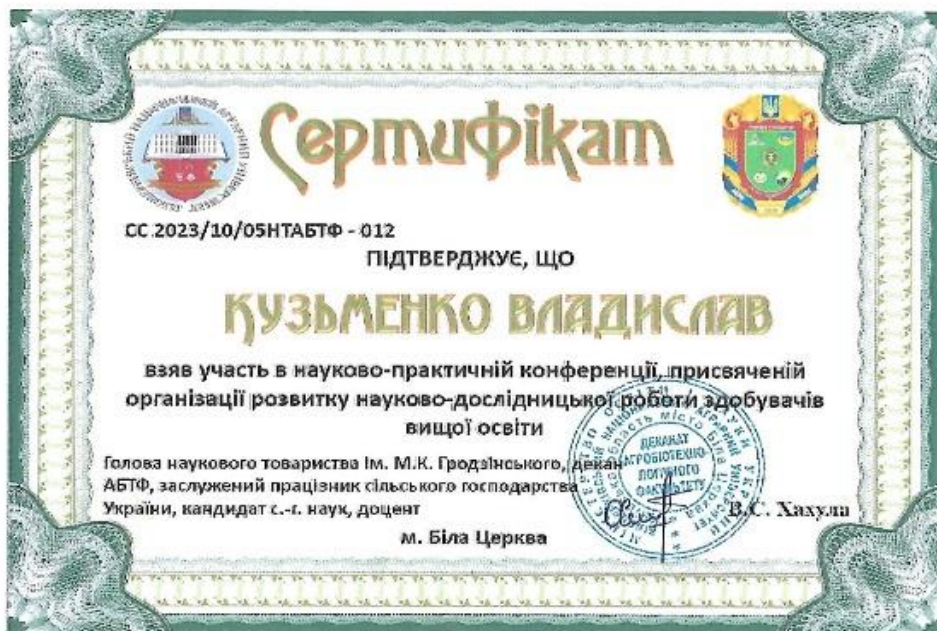 Сертифікат
СС.2023/10/05НТАБТФ - 012
ПІДТВЕРДЖУЄ, ЩО
КУЗЬМЕНКО ВЛАДИСЛАВ
взяв участь в науково-практичній конференції, присвяченій
організації розвитку науково-дослідницької роботи здобувачів
вищої освіти
Голова наукового товариства ім. М.К. Гродзінського, декан
АБТФ, заслужений працівник сільського господарства
України, кандидат с.-г. наук, доцент
В.С. Хахула
м. Біла Церква
ДЕКАНАТ
АГРОБІОТЕХНО-
ЛОГІЧНОГО
ФАКУЛЬТЕТУ